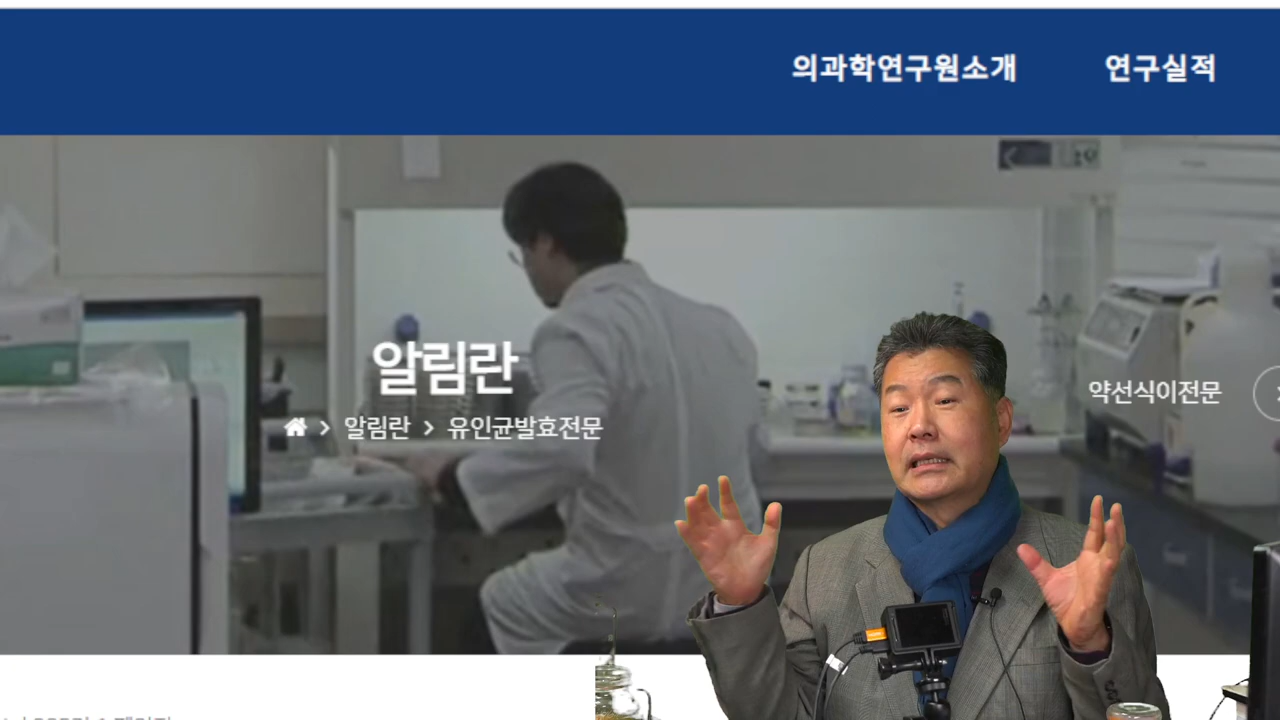 의과학연구원소개 연구실적
알림란
약선식이전문
알림란 유인균발효전문